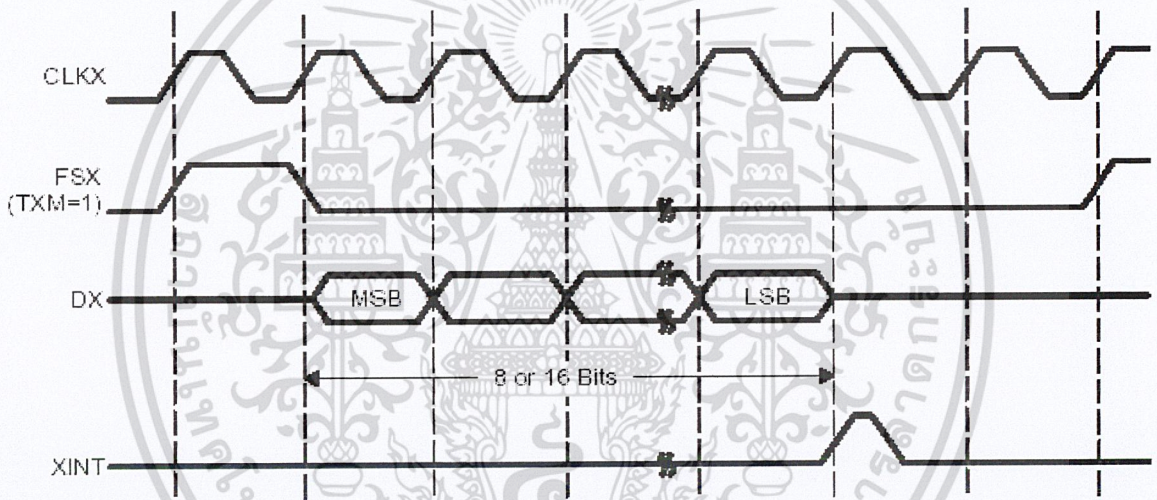 CLKX
FSX
(TXM=1)
DX
MSB
LSB
8 or 16 Bits
XINT